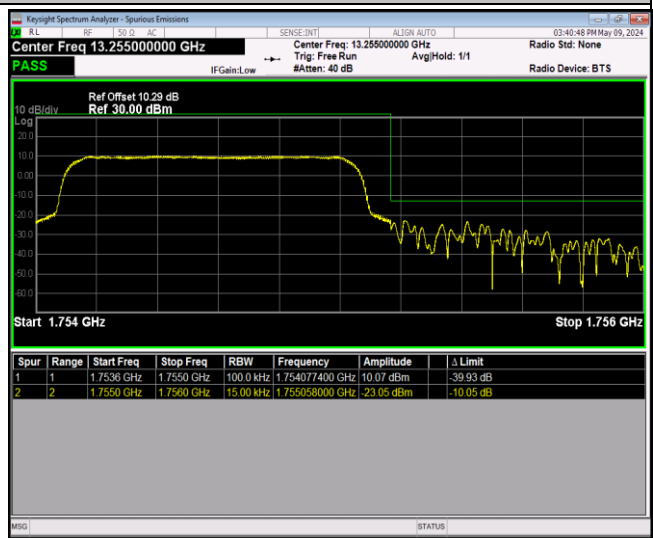 Keysight Spectrum Analyzer - Spurious Emissions
RL RF 50 Ω AC SENSE:INT ALIGN AUTO 03:40:48 PM May 09, 2024
Center Freq 13.255000000 GHz Center Freq: 13.255000000 GHz Radio Std: None
PASS Trig: Free Run Avg|Hold: 1/1
IFGain:Low #Atten: 40 dB Radio Device: BTS
Ref Offset 10.29 dB
10 dB/div Ref 30.00 dBm
Log
20.0
10.0
0.00
-10.0
-20.0
-30.0
-40.0
-50.0
-60.0
Start 1.754 GHz Stop 1.756 GHz
Spur Range Start Freq Stop Freq RBW Frequency Amplitude Δ Limit
1 1 1.7536 GHz 1.7550 GHz 100.0 kHz 1.754077400 GHz 10.07 dBm -39.93 dB
2 2 1.7550 GHz 1.7560 GHz 15.00 kHz 1.755058000 GHz -23.05 dBm -10.05 dB
MSG STATUS